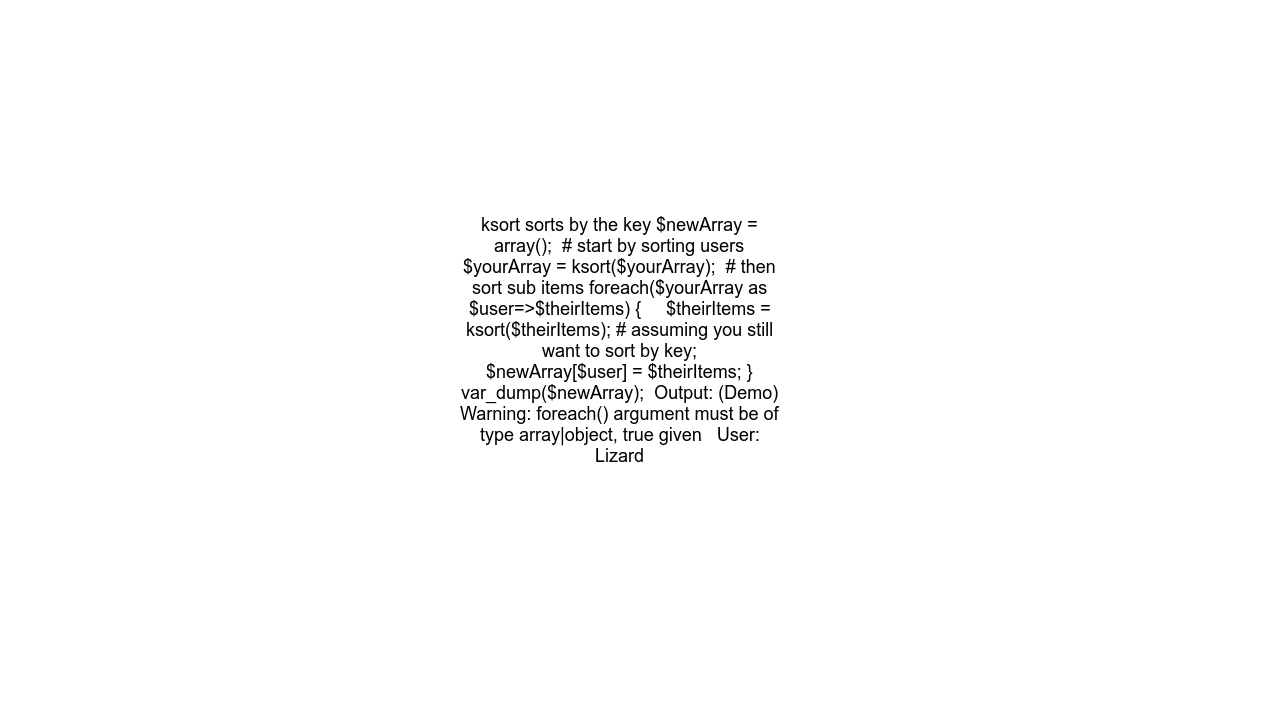 ksort sorts by the key $newArray =
array();  # start by sorting users
$yourArray = ksort($yourArray);  # then
sort sub items foreach($yourArray as
$user=>$theirItems) {     $theirItems =
ksort($theirItems); # assuming you still
want to sort by key;
$newArray[$user] = $theirItems; }
var_dump($newArray);  Output: (Demo)
Warning: foreach() argument must be of
type array|object, true given   User:
Lizard